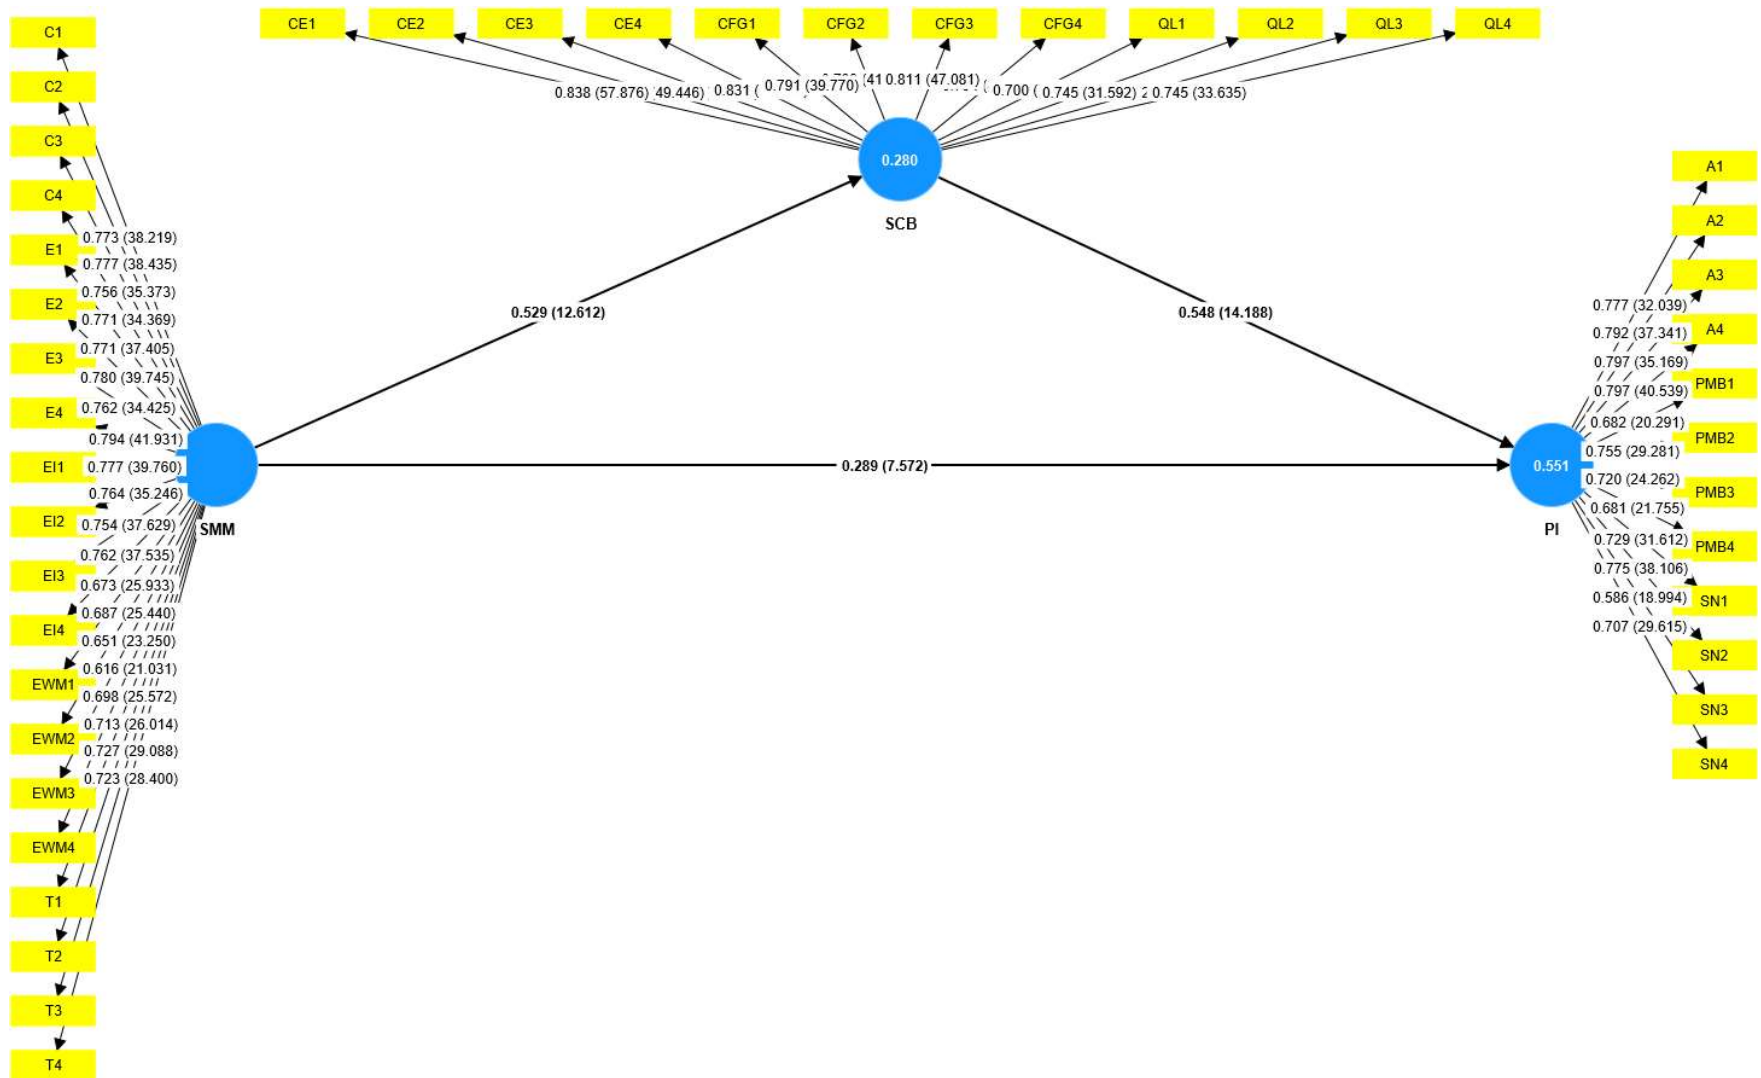 C1
C2
C3
C4
E1
E2
E3
E4
EI1
EI2
EI3
EI4
EWM1
EWM2
EWM3
EWM4
T1
T2
T3
T4
0.773 (38.219)
0.777 (38.435)
0.756 (35.373)
0.771 (34.369)
0.771 (37.405)
0.780 (39.745)
0.762 (34.425)
0.794 (41.931)
0.777 (39.760)
0.764 (35.246)
0.754 (37.629)
0.762 (37.535)
0.673 (25.933)
0.687 (25.440)
0.651 (23.250)
0.616 (21.031)
0.698 (25.572)
0.713 (26.014)
0.727 (29.088)
0.723 (28.400)
SMM
CE1 CE2 CE3 CE4 CFG1 CFG2 CFG3 CFG4 QL1 QL2 QL3 QL4
0.838 (57.876) 49.446) 0.831 ( 0.791 (39.770) (41 0.811 (47.081) 0.700 ( 0.745 (31.592) 0.745 (33.635)
0.280
SCB
0.529 (12.612)
0.548 (14.188)
0.289 (7.572)
0.551
PI
0.777 (32.039)
0.792 (37.341)
0.797 (35.169)
0.797 (40.539)
0.682 (20.291)
0.755 (29.281)
0.720 (24.262)
0.681 (21.755)
0.729 (31.612)
0.775 (38.106)
0.586 (18.994)
0.707 (29.615)
A1
A2
A3
A4
PMB1
PMB2
PMB3
PMB4
SN1
SN2
SN3
SN4